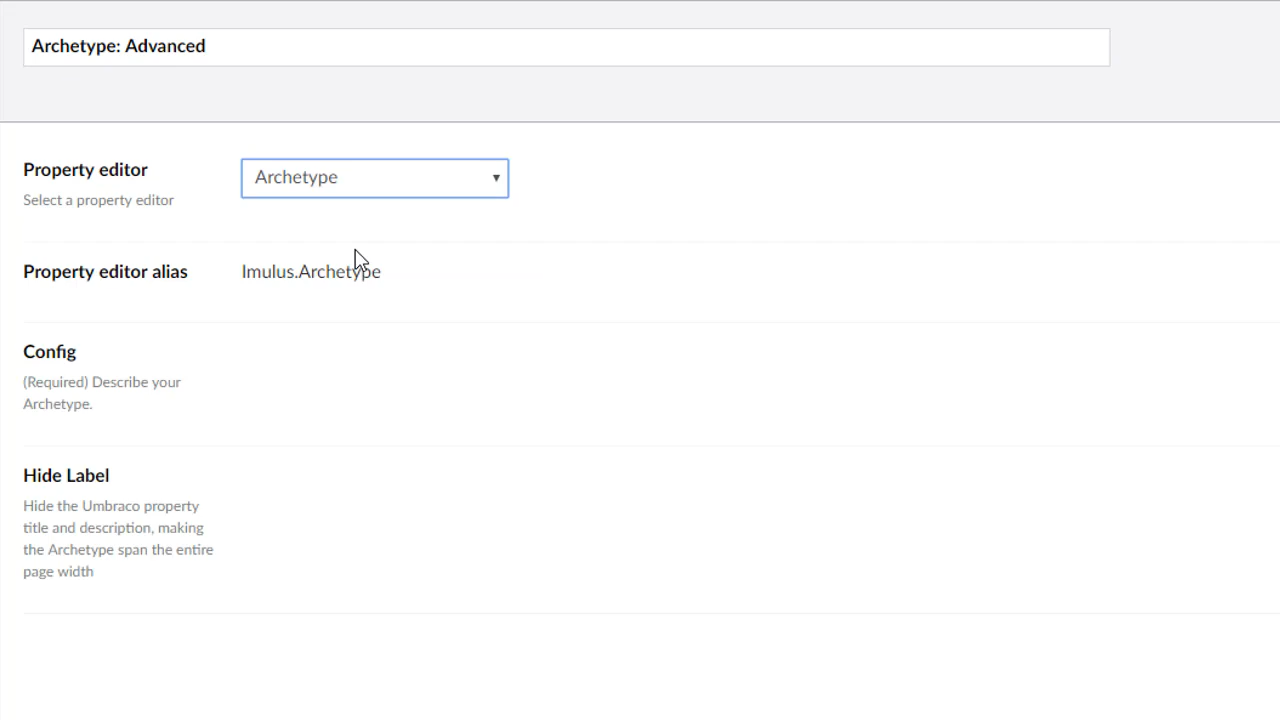 Archetype: Advanced
Property editor
Archetype
Select a property editor
Property editor alias
Imulus.Archetype
Config
(Required) Describe your
Archetype.
Hide Label
Hide the Umbraco property
title and description, making
the Archetype span the entire
page width